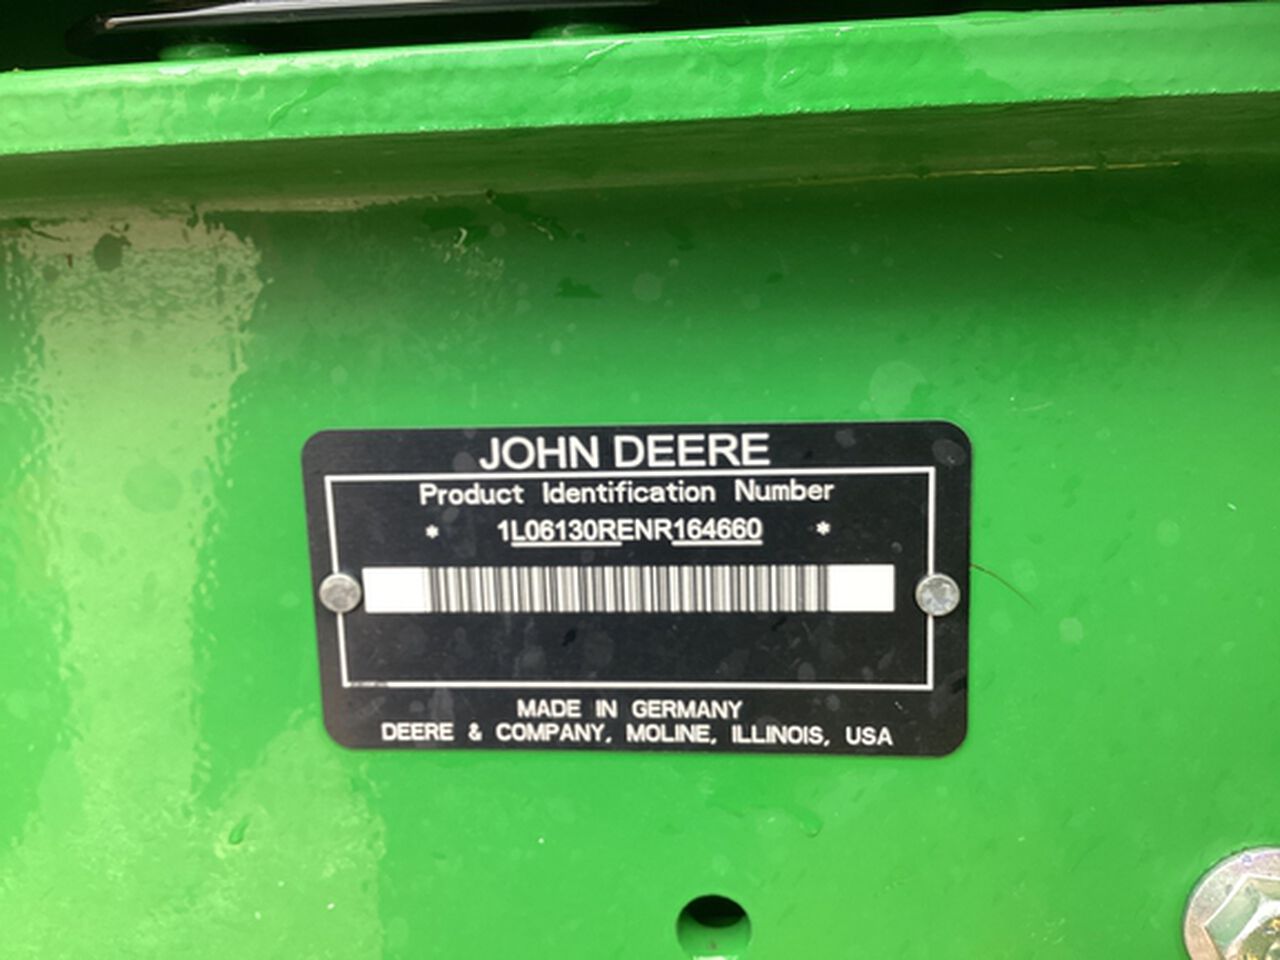 JOHN DEERE
Product Identification Number
* 1L06130RENR164660 *
MADE IN GERMANY
DEERE & COMPANY, MOLINE, ILLINOIS, USA